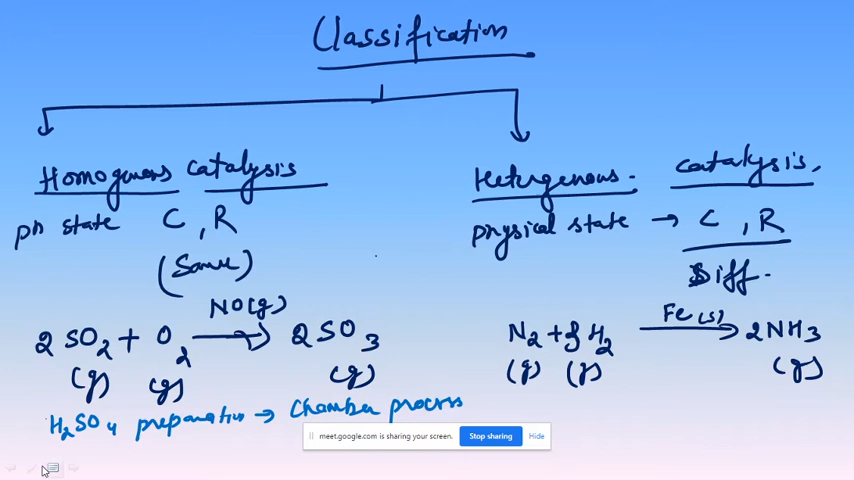 Classification
Homogenous catalysis
ph state C, R
(Same)
2SO2 + O2 NO(g) → 2SO3
(g) (g) (g)
H2SO4 preparation → Chamber process
Hetergenous. catalysis.
physical state → C, R
Diff.
N2 + 3H2 Fe(s) → 2NH3
(g) (g) (g)
meet.google.com is sharing your screen. Stop sharing Hide